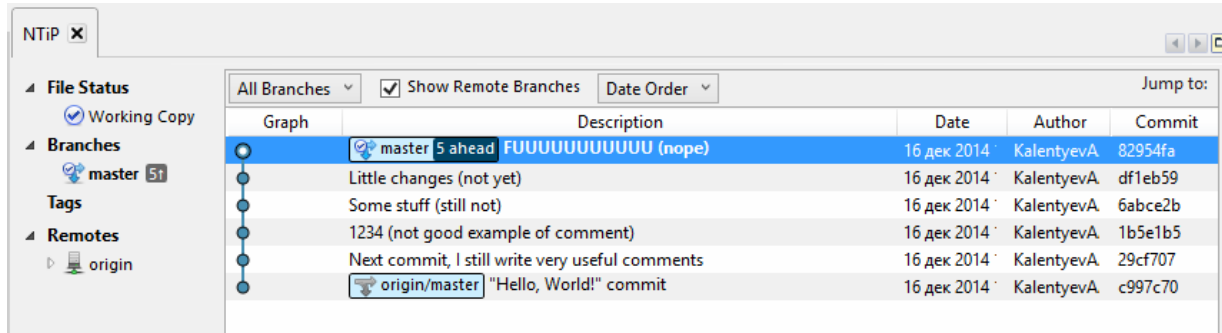 NTiP
File Status
Working Copy
Branches
master 5↑
Tags
Remotes
origin
All Branches Show Remote Branches Date Order Jump to:
Graph Description Date Author Commit
master 5 ahead FUUUUUUUUUUU (nope) 16 дек 2014 KalentyevA 82954fa
Little changes (not yet) 16 дек 2014 KalentyevA df1eb59
Some stuff (still not) 16 дек 2014 KalentyevA 6abce2b
1234 (not good example of comment) 16 дек 2014 KalentyevA 1b5e1b5
Next commit, I still write very useful comments 16 дек 2014 KalentyevA 29cf707
origin/master "Hello, World!" commit 16 дек 2014 KalentyevA c997c70